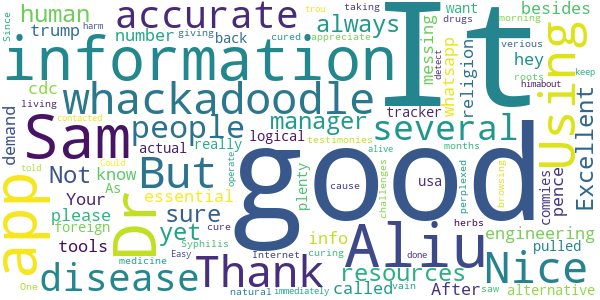 Since
harm
taking
trou
human
accurate
cured
appreciate
morning
drugs
besides
It
trump
number
giving
back
always
want
verious
information
hey
detect
roots
himabout
keep
cdc
living
actual
messing
whatsapp
religion
Using
whackadoodle
tracker
Excellent
demand
Sam
people
really
logical
manager
testimonies
several
app
contacted
Could
told
But
good
Not
know
plenty
alive
months
usa
perplexed
browsing
commies
pence
Dr
As
operate
challenges
Your
please
foreign
sure
essential
cause
Aliu
engineering
yet
info
herbs
tools
syphilis
cure
curing
done
resources
Nice
pulled
One
disease
medicine
Easy
Internet
Thank
called
vain
After
saw
alternative
natural
immediately